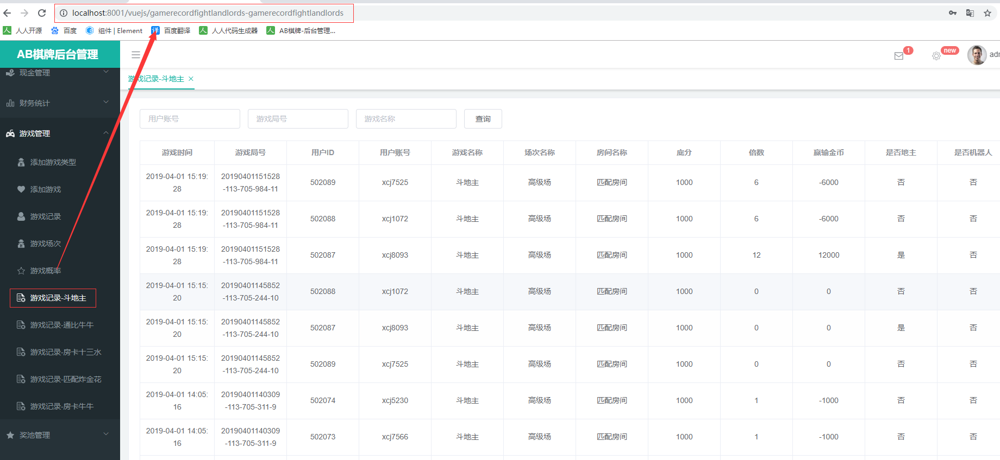 localhost:8001/vuejs/gamerecordfightlandlords-gamerecordfightlandlords
人人开源 百度 组件 | Element 译 百度翻译 人人代码生成器 AB棋牌-后台管理...
AB棋牌后台管理
1
new
adr
现金管理
财务统计
游戏管理
添加游戏类型
添加游戏
游戏记录
游戏场次
游戏概率
游戏记录-斗地主
游戏记录-通比牛牛
游戏记录-房卡十三水
游戏记录-匹配炸金花
游戏记录-房卡牛牛
奖池管理
游戏记录-斗地主 ×
用户账号 游戏局号 游戏名称 查询
游戏时间 游戏局号 用户ID 用户账号 游戏名称 场次名称 房间名称 底分 倍数 赢输金币 是否地主 是否机器人
2019-04-01 15:19:28 20190401151528-113-705-984-11 502089 xcj7525 斗地主 高级场 匹配房间 1000 6 -6000 否 否
2019-04-01 15:19:28 20190401151528-113-705-984-11 502088 xcj1072 斗地主 高级场 匹配房间 1000 6 -6000 否 否
2019-04-01 15:19:28 20190401151528-113-705-984-11 502087 xcj8093 斗地主 高级场 匹配房间 1000 12 12000 是 否
2019-04-01 15:15:20 20190401145852-113-705-244-10 502088 xcj1072 斗地主 高级场 匹配房间 1000 0 0 否 否
2019-04-01 15:15:20 20190401145852-113-705-244-10 502087 xcj8093 斗地主 高级场 匹配房间 1000 0 0 是 否
2019-04-01 15:15:20 20190401145852-113-705-244-10 502089 xcj7525 斗地主 高级场 匹配房间 1000 0 0 否 否
2019-04-01 14:05:16 20190401140309-113-705-311-9 502074 xcj5230 斗地主 高级场 匹配房间 1000 1 -1000 否 否
2019-04-01 14:05:16 20190401140309-113-705-311-9 502073 xcj7566 斗地主 高级场 匹配房间 1000 1 -1000 否 否